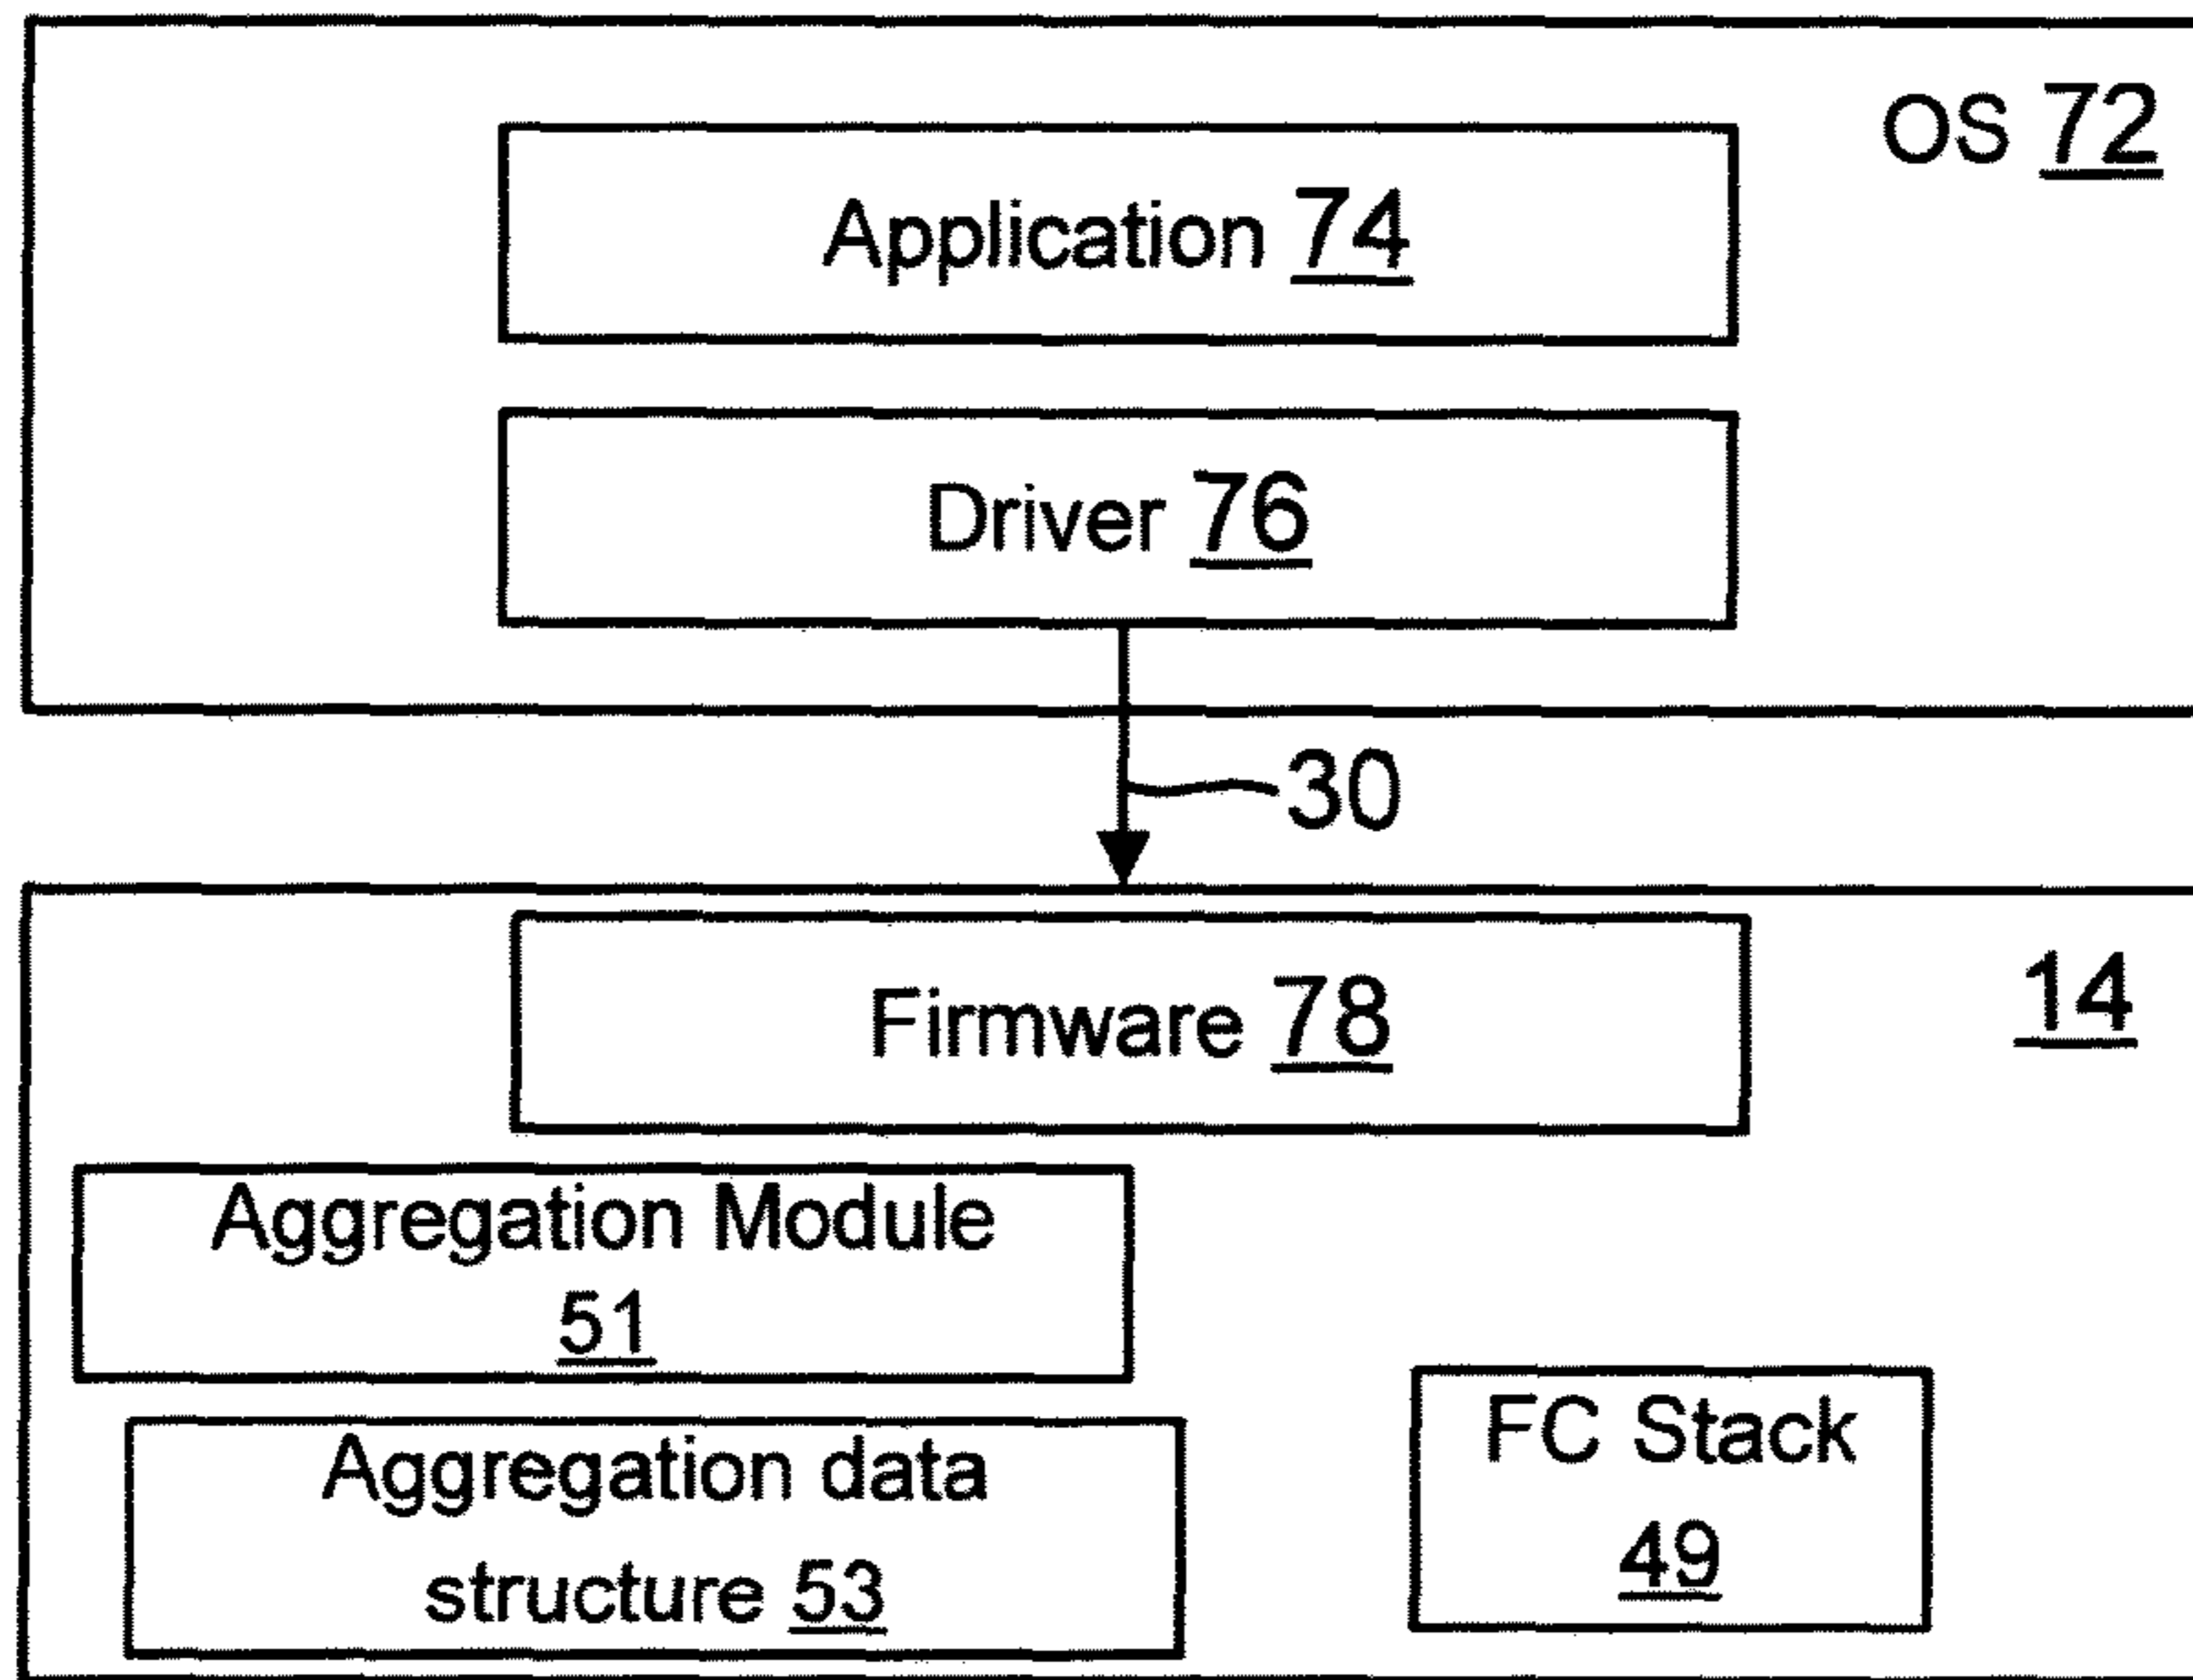 OS 72
Application 74
Driver 76
30
Firmware 78
14
Aggregation Module
51
Aggregation data
structure 53
FC Stack
49